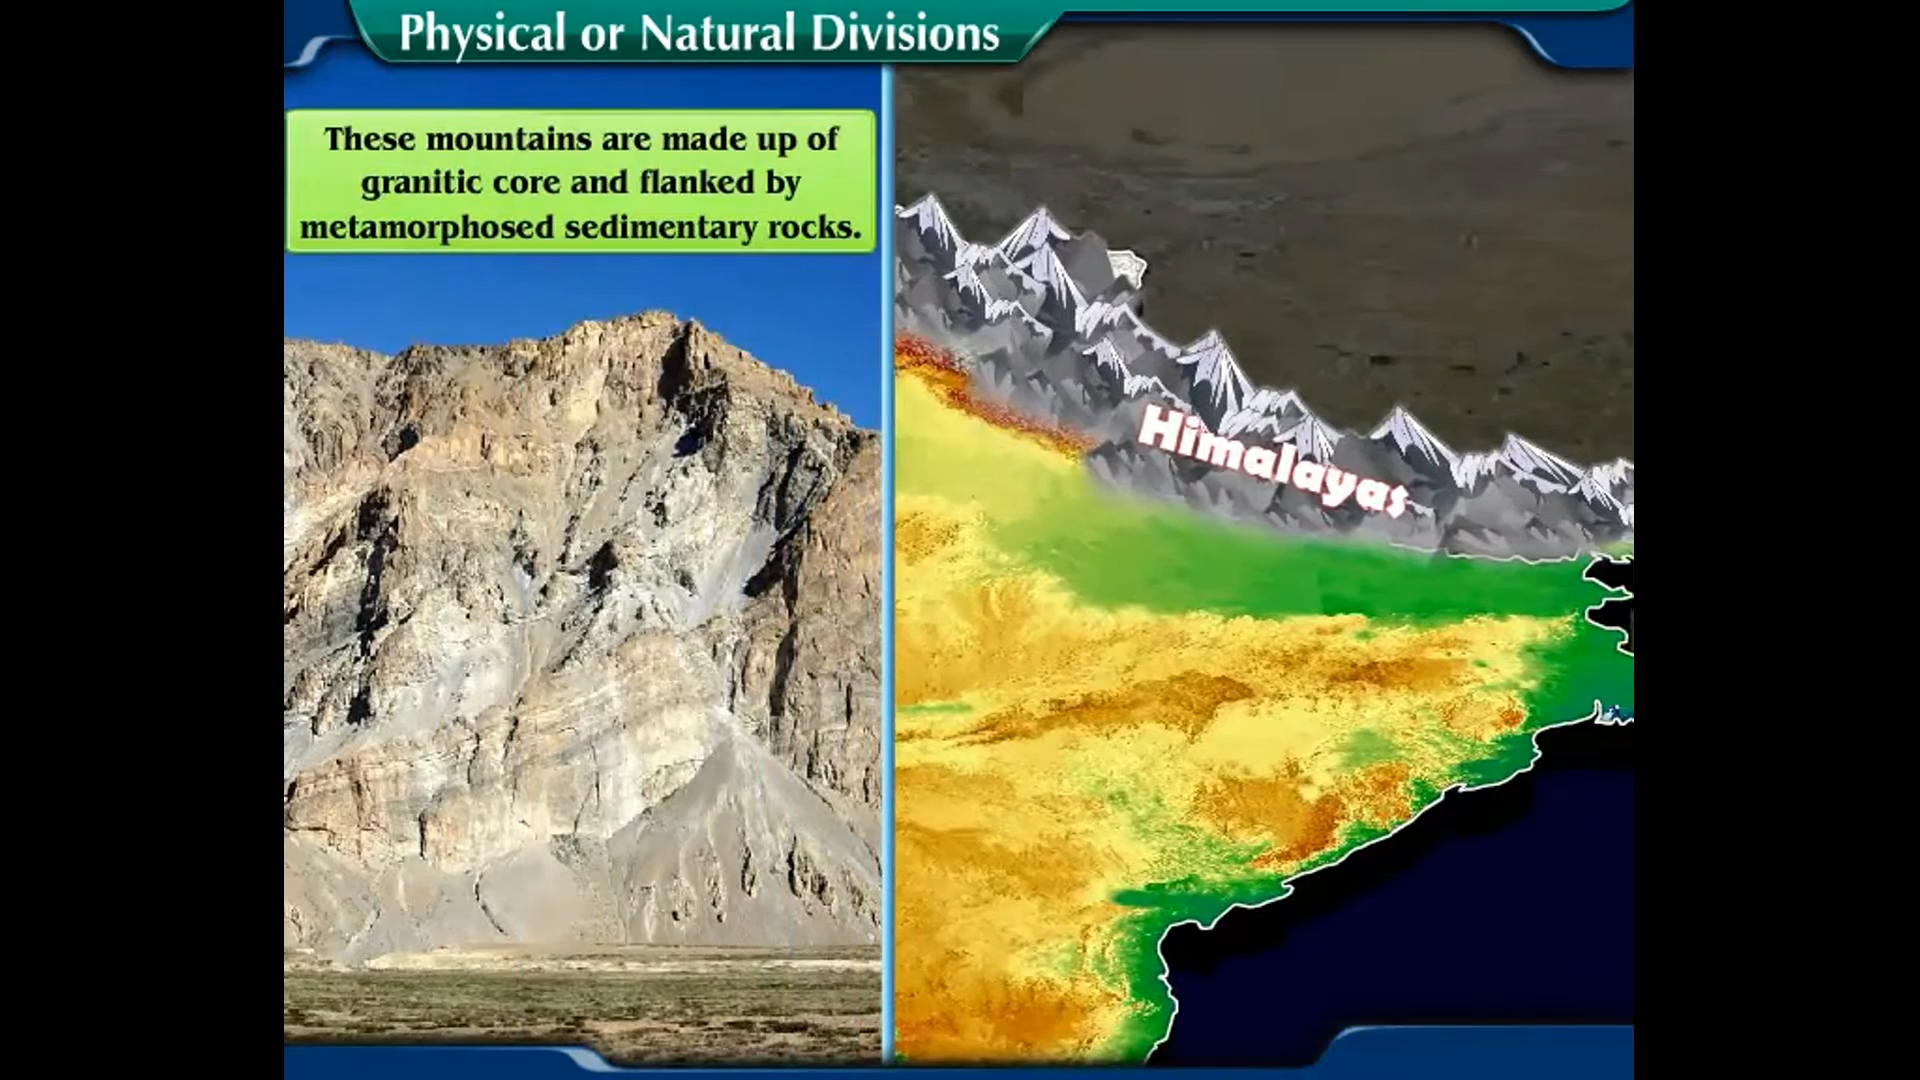 Physical or Natural Divisions
These mountains are made up of
granitic core and flanked by
metamorphosed sedimentary rocks.
Himalayas